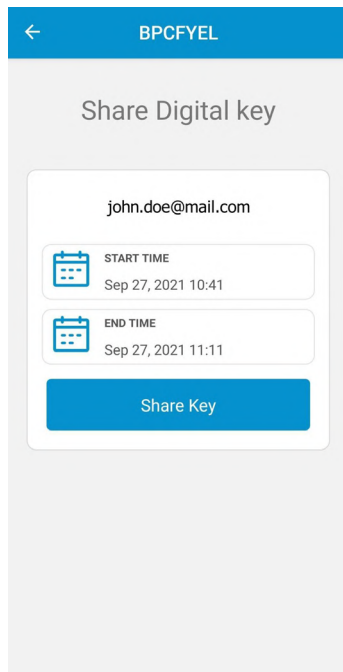 BPCFYEL
Share Digital key
john.doe@mail.com
START TIME
Sep 27, 2021 10:41
END TIME
Sep 27, 2021 11:11
Share Key